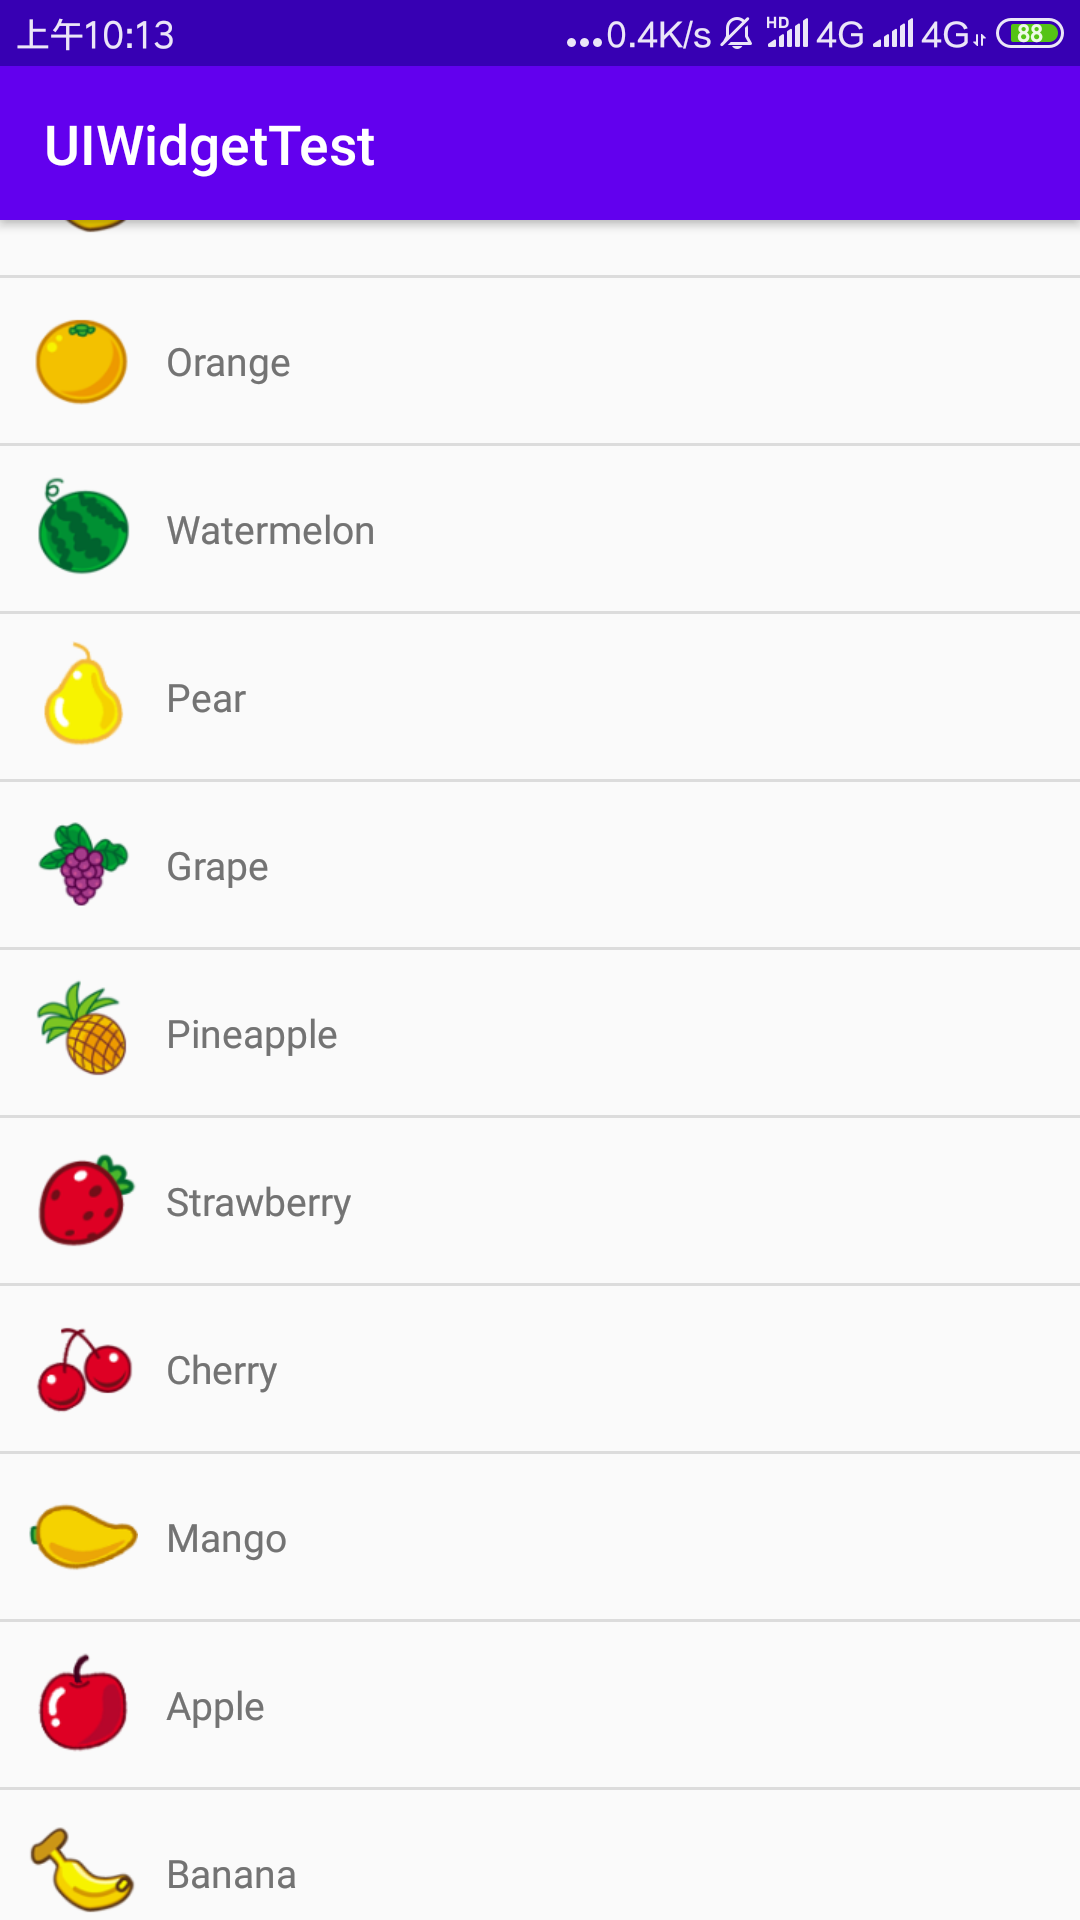 上午10:13 ...0.4K/s HD 4G 4G 88
UIWidgetTest
Orange
Watermelon
Pear
Grape
Pineapple
Strawberry
Cherry
Mango
Apple
Banana